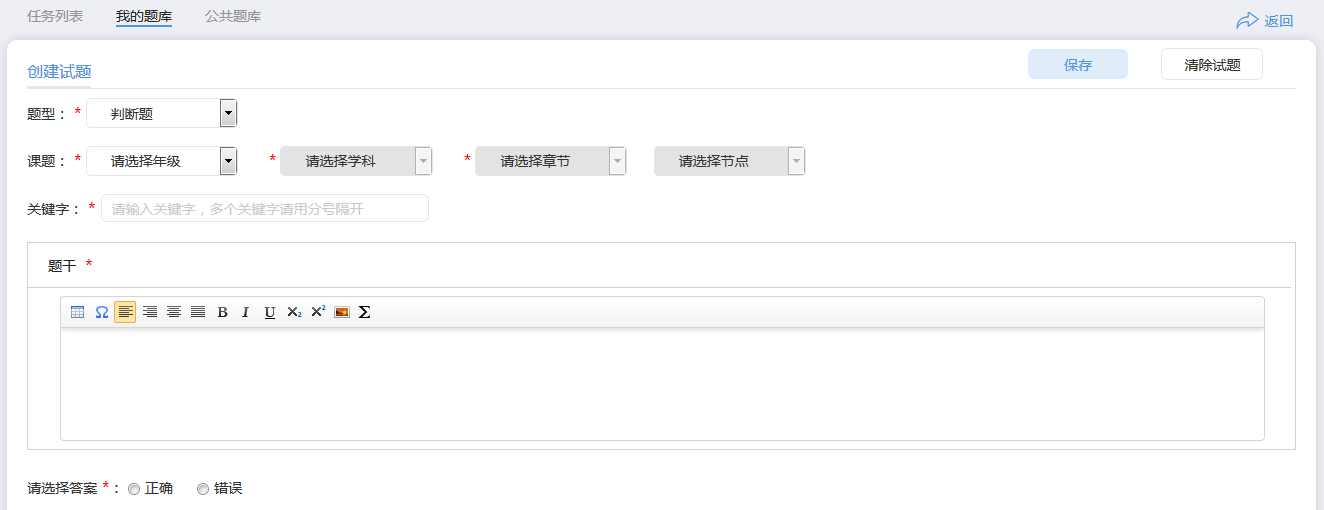 任务列表 我的题库 公共题库 返回
创建试题 保存 清除试题
题型： * 判断题
课题： * 请选择年级 * 请选择学科 * 请选择章节 请选择节点
关键字： * 请输入关键字，多个关键字请用分号隔开
题干 *
Ω B I U X₂ X² Σ
请选择答案 * ： 正确 错误